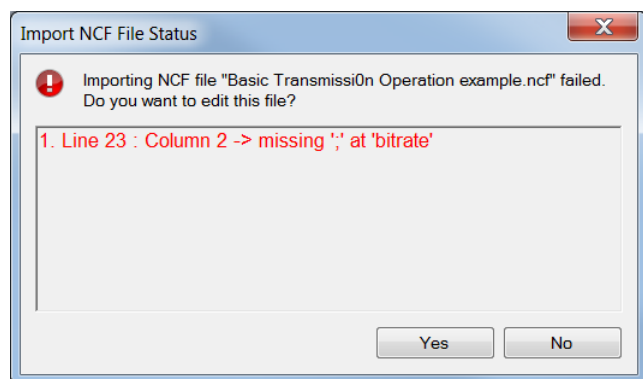 Import NCF File Status
X
Importing NCF file "Basic Transmissi0n Operation example.ncf" failed.
Do you want to edit this file?
1. Line 23 : Column 2 -> missing ';' at 'bitrate'
Yes No